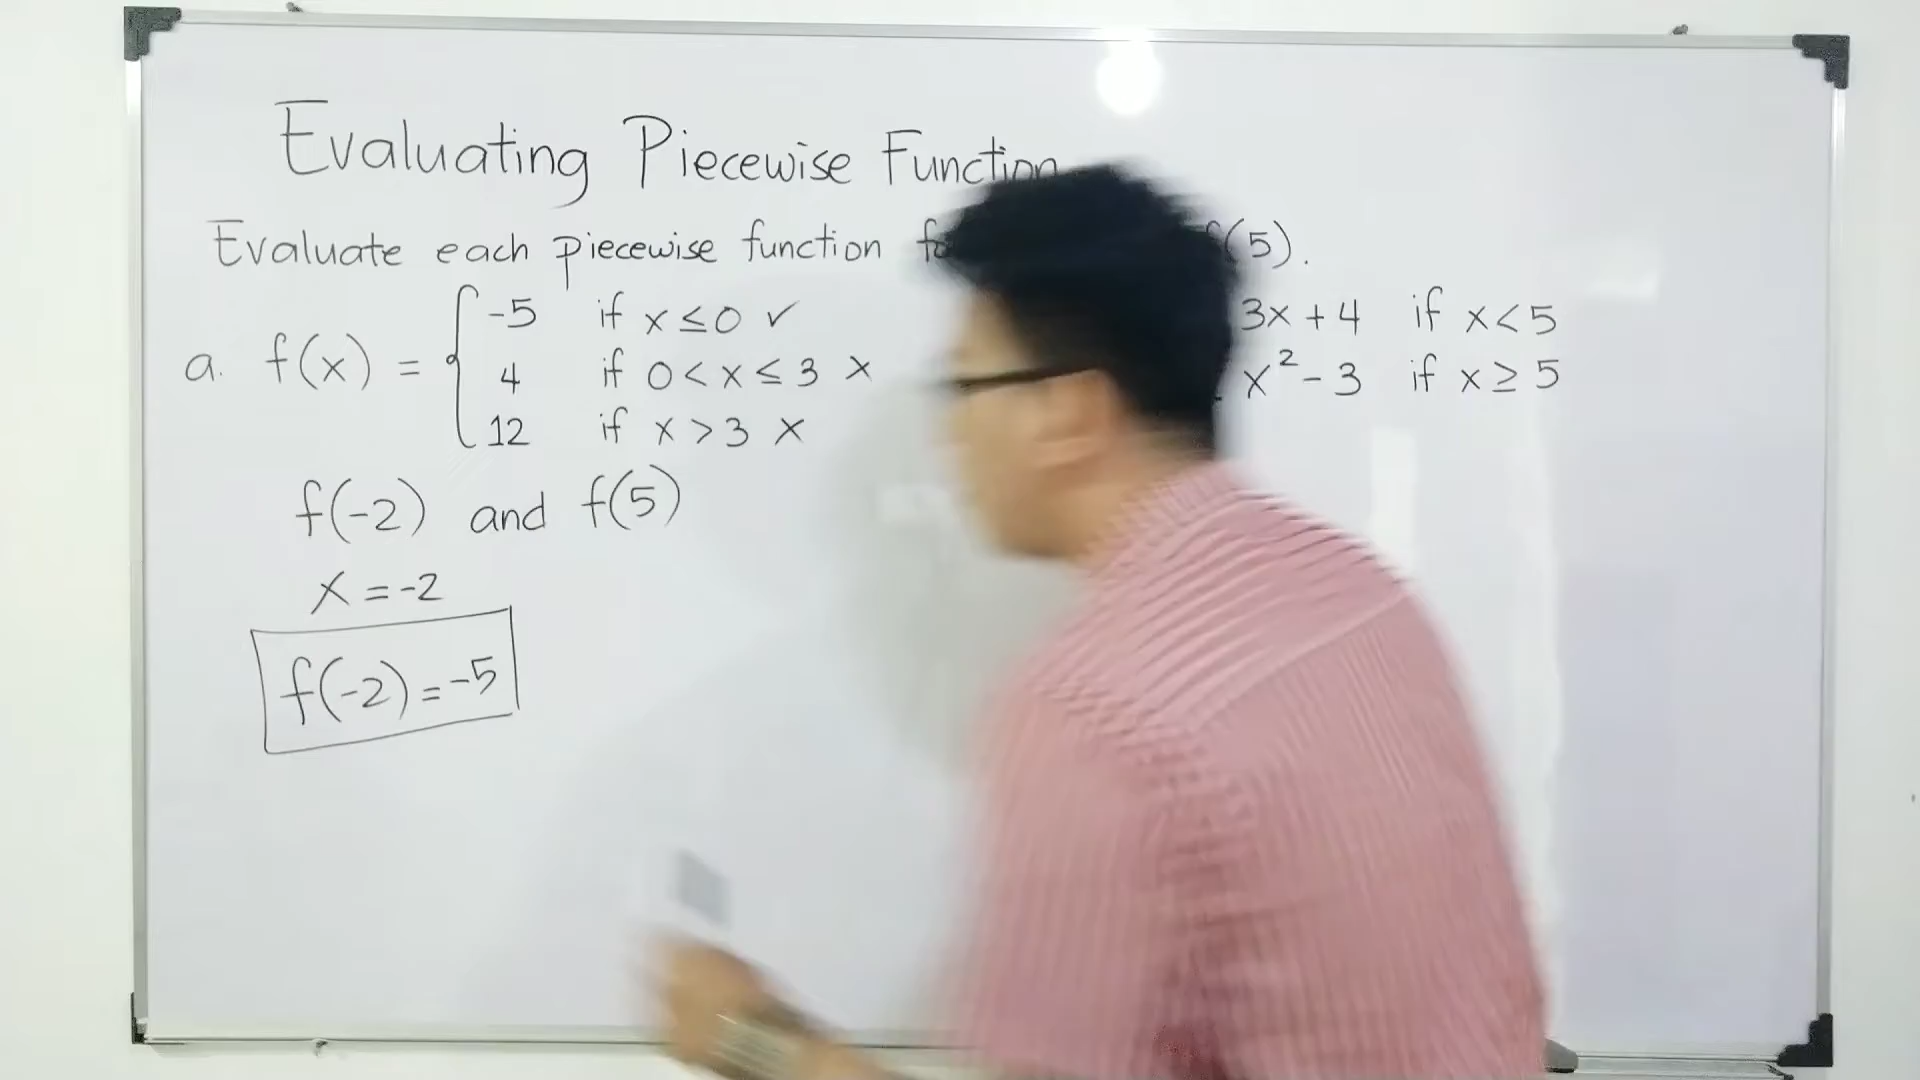 Evaluating Piecewise Function
Evaluate each piecewise function f(5).
a. f(x) = { -5 if x ≤ 0 ✓
4 if 0 < x ≤ 3 ×
12 if x > 3 ×
3x + 4 if x < 5
x² - 3 if x ≥ 5
f(-2) and f(5)
x = -2
f(-2) = -5